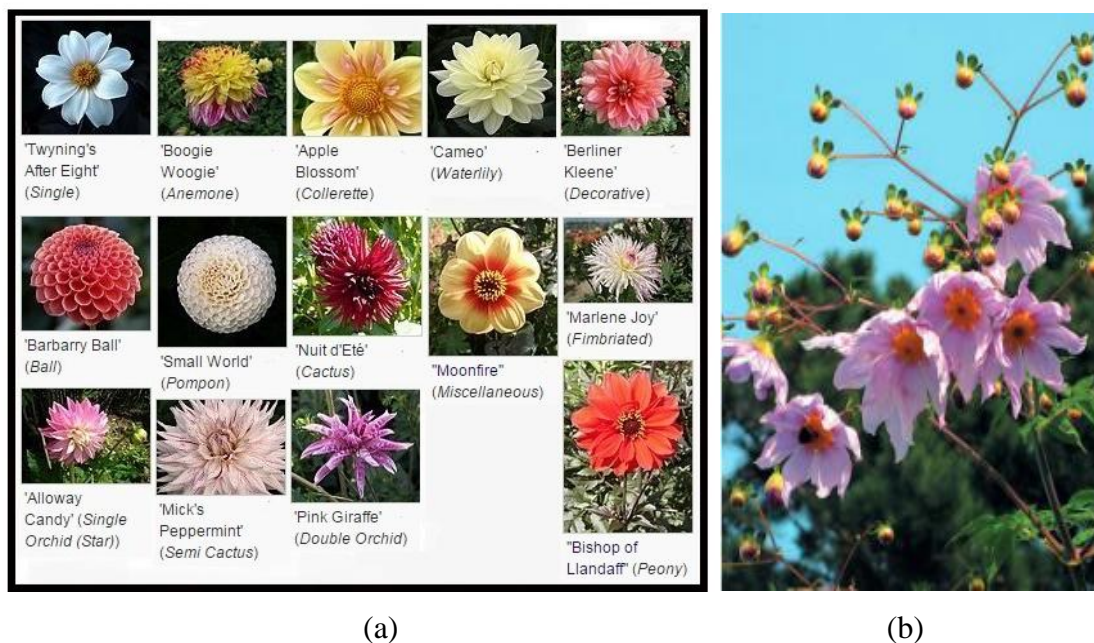 'Twyning's
After Eight'
(Single)
'Boogie
Woogie'
(Anemone)
'Apple
Blossom'
(Collerette)
'Cameo'
(Waterlily)
'Berliner
Kleene'
(Decorative)
'Barbarry Ball'
(Ball)
'Small World'
(Pompon)
'Nuit d'Eté'
(Cactus)
"Moonfire"
(Miscellaneous)
'Marlene Joy'
(Fimbriated)
'Alloway
Candy' (Single
Orchid (Star))
'Mick's
Peppermint'
(Semi Cactus)
'Pink Giraffe'
(Double Orchid)
"Bishop of
Llandaff" (Peony)
(a)
(b)